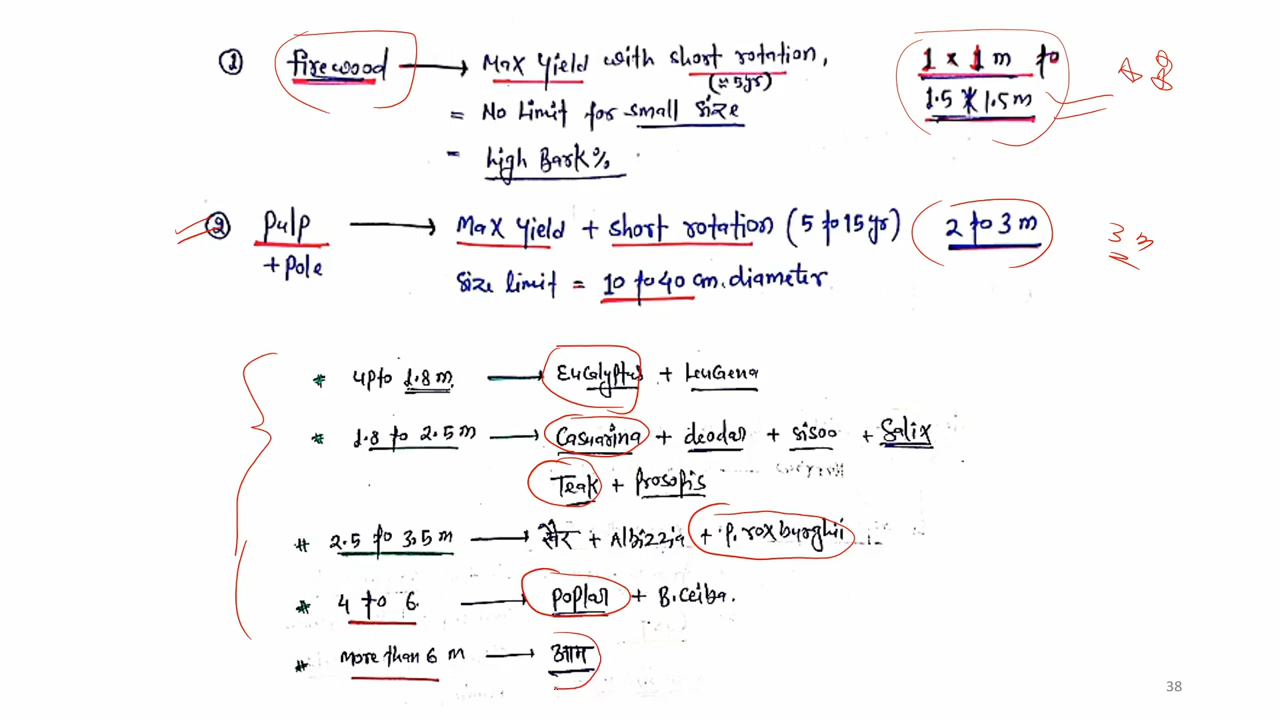 ① firewood → Max yield with short rotation, 1 x 1 m to
(≈ 5yr)
= No limit for small size 1.5 x 1.5 m
= high Bark %
② Pulp → Max yield + short rotation (5 to 15 yr) 2 to 3 m 3 m
+ Pole
Size limit = 10 to 40 cm. diameter
* upto 1.8 m → Eucalyptus + Leucena
* 1.8 to 2.5 m → Casuarina + deodar + sisoo + Salix
Teak + Prosopis
* 2.5 to 3.5 m → खैर + Albizzia + P. roxburghii
* 4 to 6. → Poplar + B. Ceiba.
* More than 6 m → आम
38